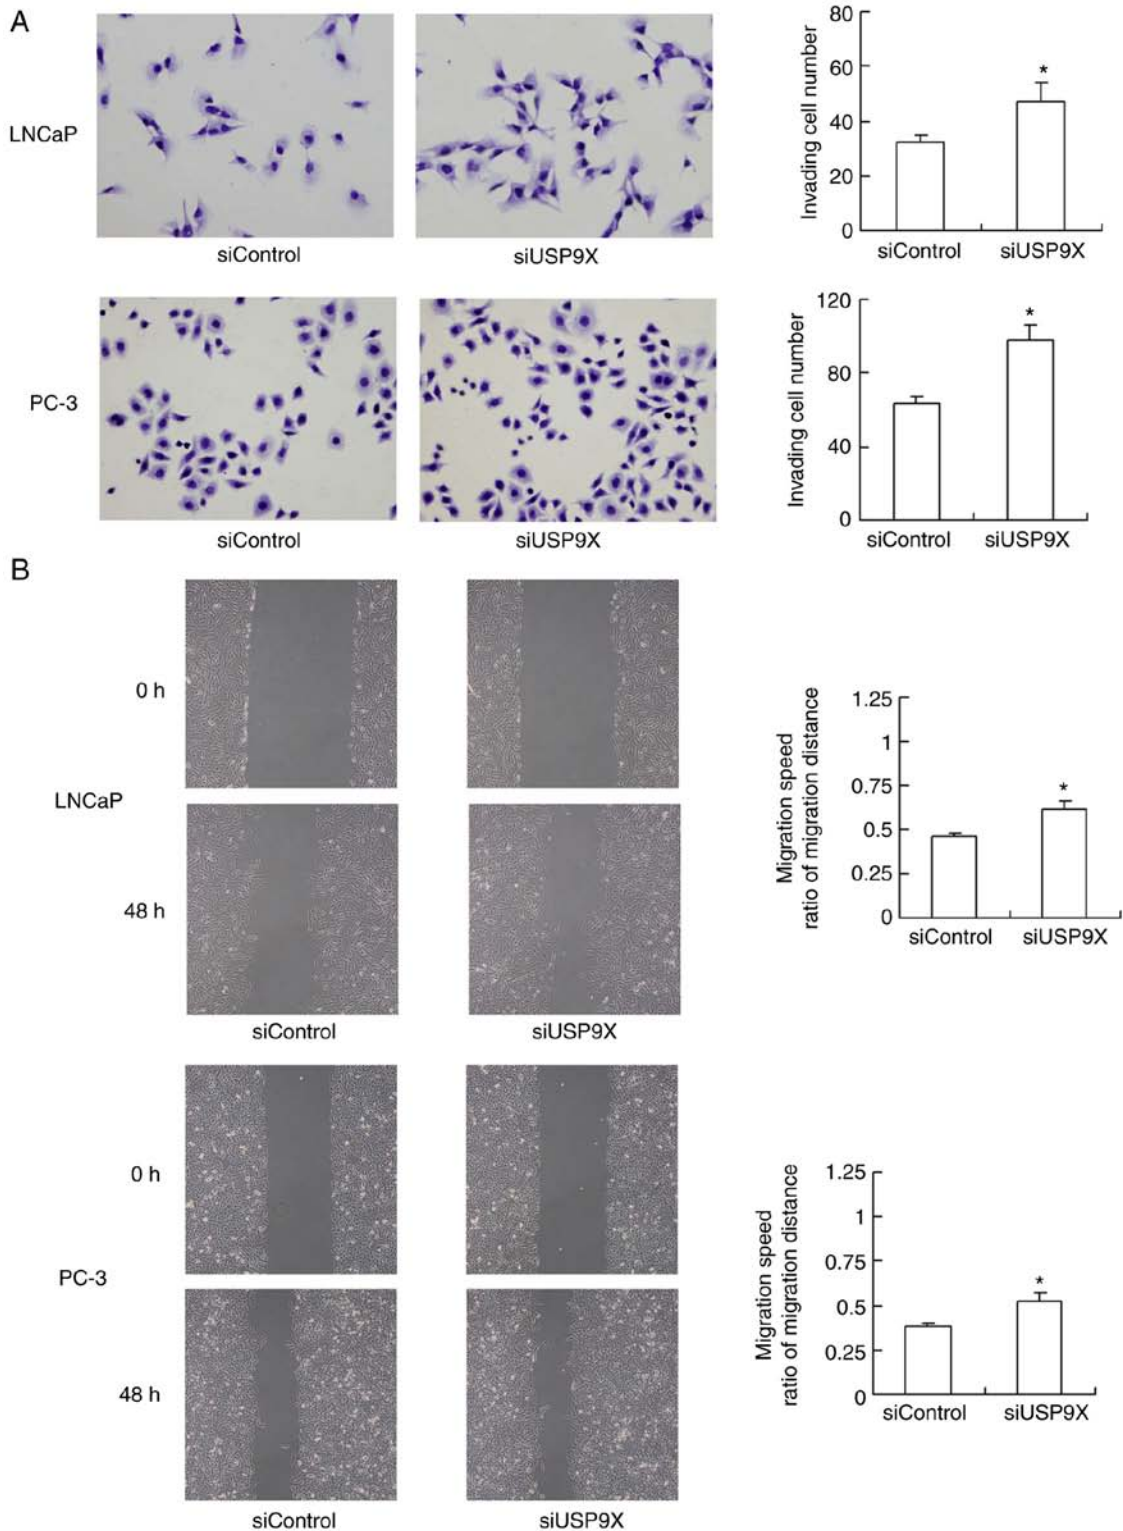 A
LNCaP
siControl
siUSP9X
Invading cell number
80
60
40
20
0
*
siControl
siUSP9X
PC-3
siControl
siUSP9X
Invading cell number
120
80
40
0
*
siControl
siUSP9X
B
0 h
LNCaP
48 h
siControl
siUSP9X
Migration speed
ratio of migration distance
1.25
1
0.75
0.5
0.25
0
*
siControl
siUSP9X
0 h
PC-3
48 h
siControl
siUSP9X
Migration speed
ratio of migration distance
1.25
1
0.75
0.5
0.25
0
*
siControl
siUSP9X